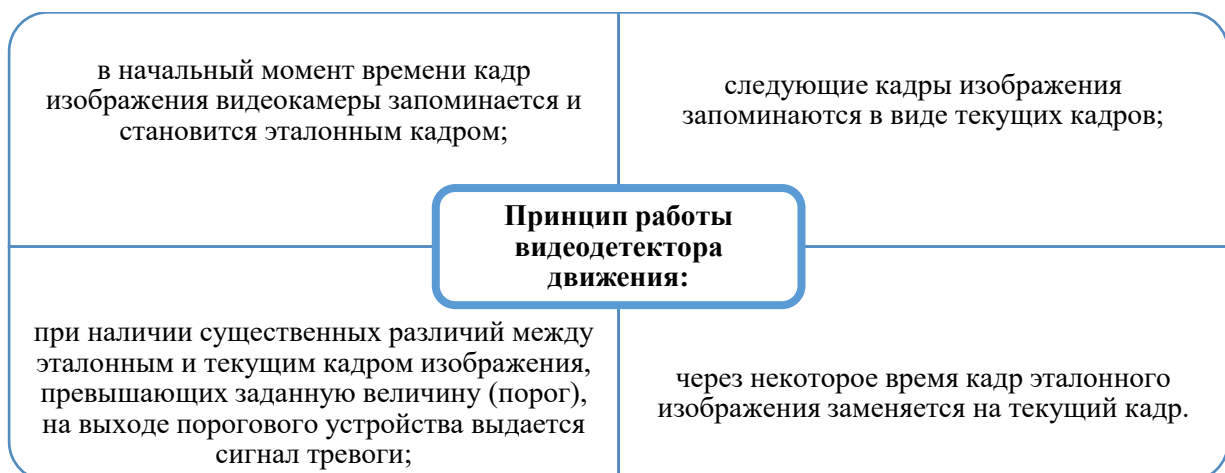 в начальный момент времени кадр
изображения видеокамеры запоминается и
становится эталонным кадром;
следующие кадры изображения
запоминаются в виде текущих кадров;
Принцип работы
видеодетектора
движения:
при наличии существенных различий между
эталонным и текущим кадром изображения,
превышающих заданную величину (порог),
на выходе порогового устройства выдается
сигнал тревоги;
через некоторое время кадр эталонного
изображения заменяется на текущий кадр.